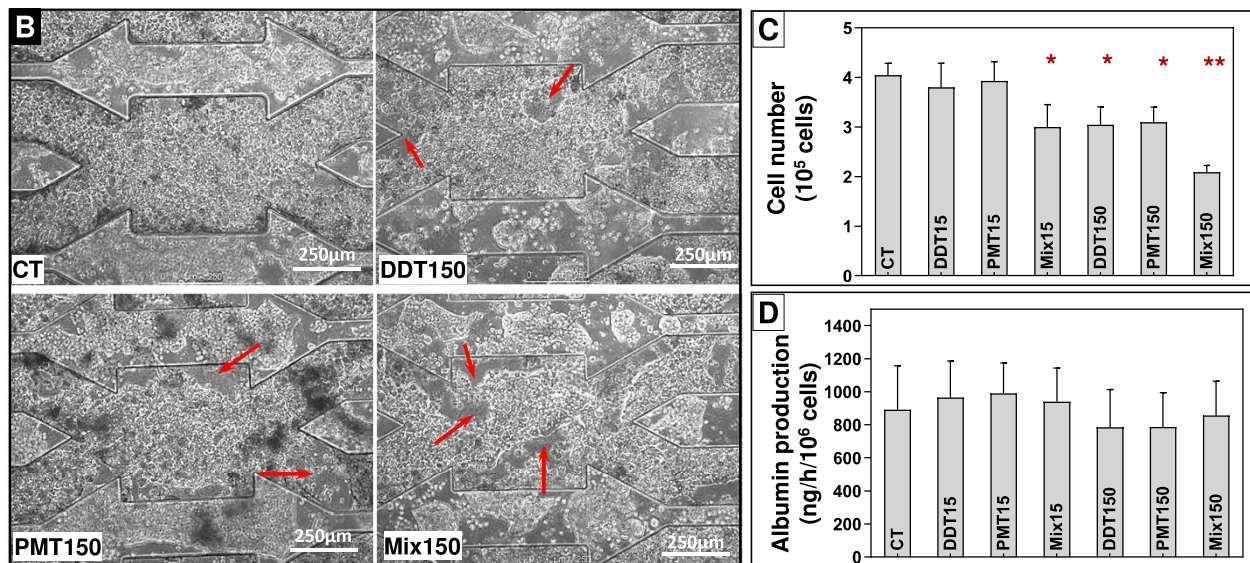 B
CT
250µm
DDT150
250µm
PMT150
250µm
Mix150
250µm
C
Cell number
(10⁵ cells)
5
4
3
2
1
0
*
*
*
**
CT
DDT15
PMT15
Mix15
DDT150
PMT150
Mix150
D
Albumin production
(ng/h/10⁶ cells)
1400
1200
1000
800
600
400
200
0
CT
DDT15
PMT15
Mix15
DDT150
PMT150
Mix150